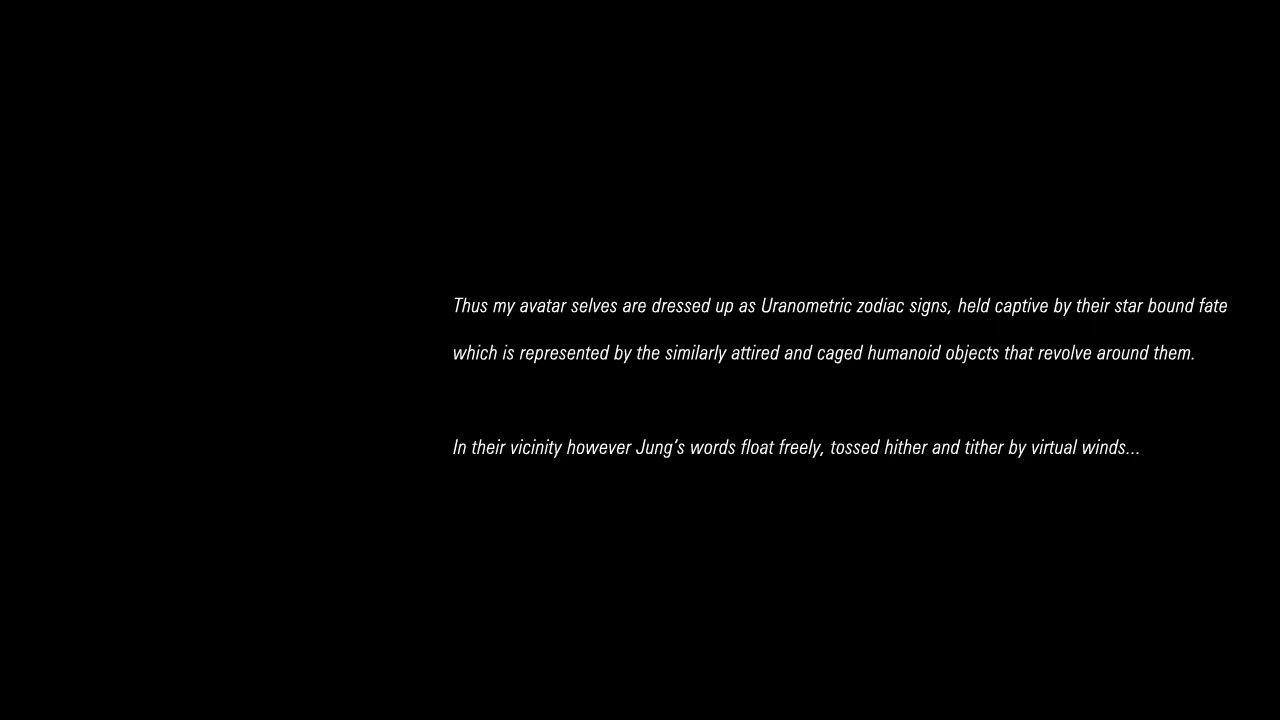 Thus my avatar selves are dressed up as Uranometric zodiac signs, held captive by their star bound fate
which is represented by the similarly attired and caged humanoid objects that revolve around them.
In their vicinity however Jung's words float freely, tossed hither and tither by virtual winds...